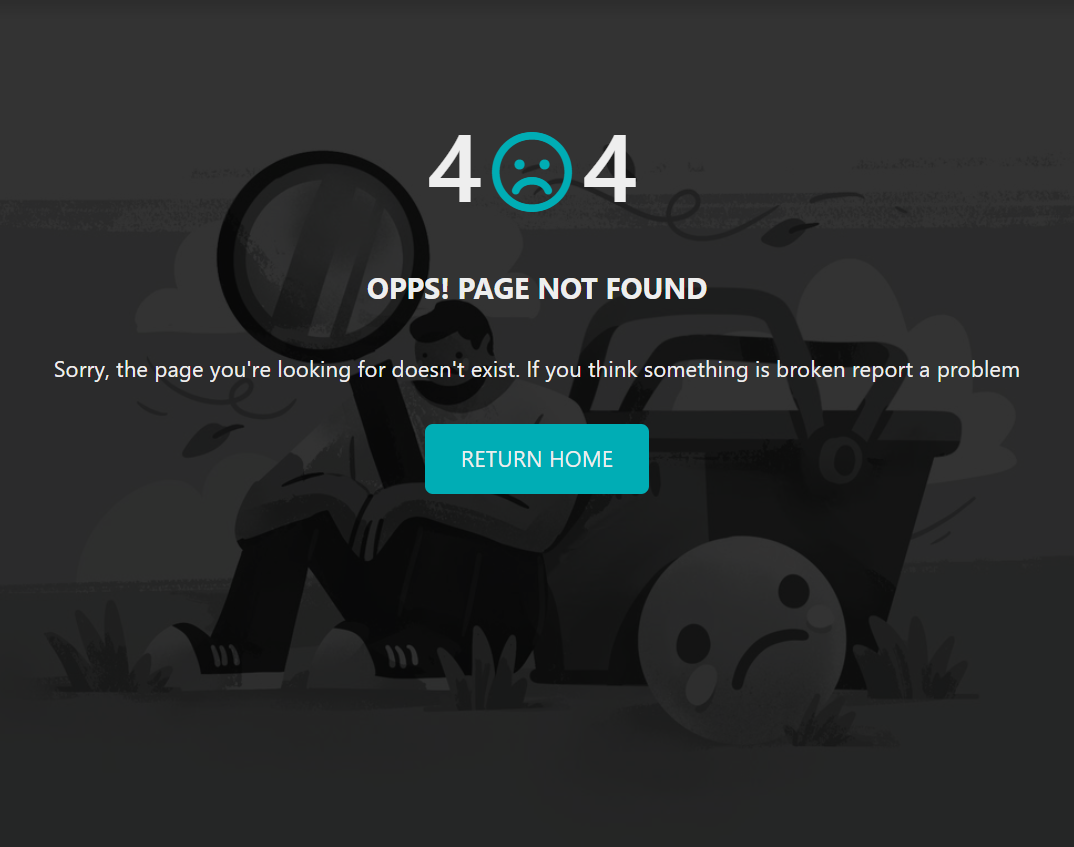 4 4
OPPS! PAGE NOT FOUND
Sorry, the page you're looking for doesn't exist. If you think something is broken report a problem
RETURN HOME